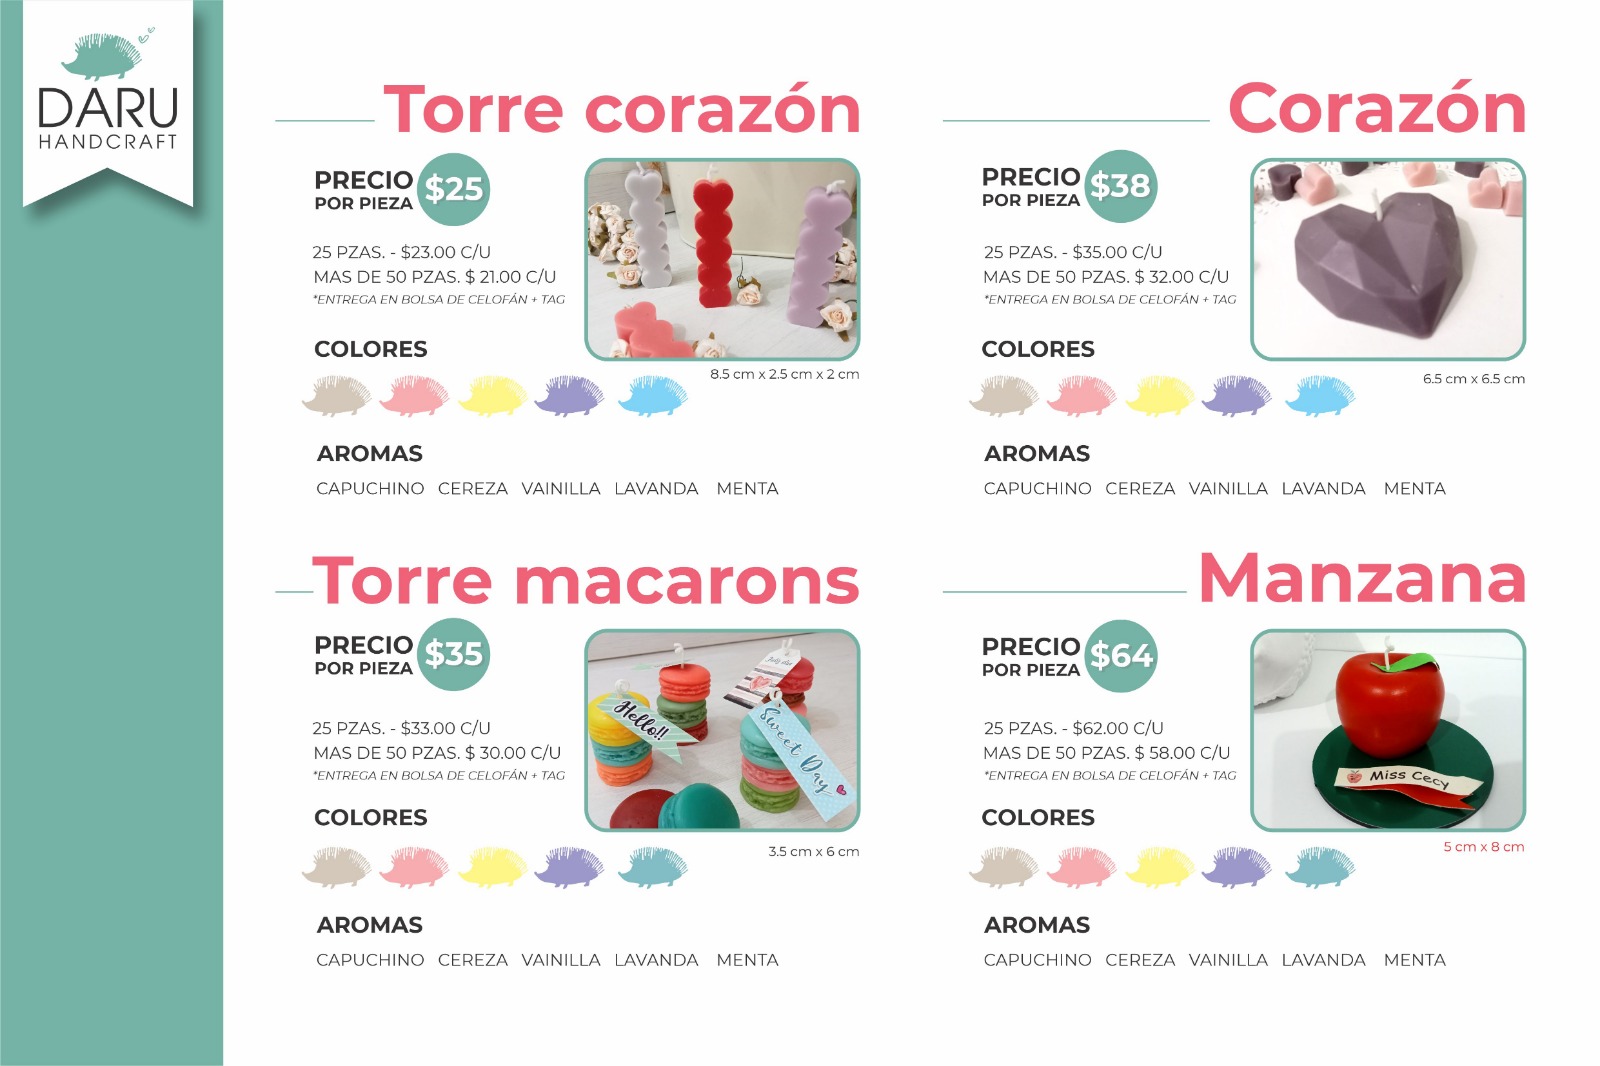 DARU
HANDCRAFT
Torre corazón
PRECIO
POR PIEZA
$25
25 PZAS. - $23.00 C/U
MAS DE 50 PZAS. $ 21.00 C/U
*ENTREGA EN BOLSA DE CELOFÁN + TAG
COLORES
8.5 cm x 2.5 cm x 2 cm
AROMAS
CAPUCHINO CEREZA VAINILLA LAVANDA MENTA
Corazón
PRECIO
POR PIEZA
$38
25 PZAS. - $35.00 C/U
MAS DE 50 PZAS. $ 32.00 C/U
*ENTREGA EN BOLSA DE CELOFÁN + TAG
COLORES
6.5 cm x 6.5 cm
AROMAS
CAPUCHINO CEREZA VAINILLA LAVANDA MENTA
Torre macarons
PRECIO
POR PIEZA
$35
25 PZAS. - $33.00 C/U
MAS DE 50 PZAS. $ 30.00 C/U
*ENTREGA EN BOLSA DE CELOFÁN + TAG
Hello!!
Sweet Day
COLORES
3.5 cm x 6 cm
AROMAS
CAPUCHINO CEREZA VAINILLA LAVANDA MENTA
Manzana
PRECIO
POR PIEZA
$64
25 PZAS. - $62.00 C/U
MAS DE 50 PZAS. $ 58.00 C/U
*ENTREGA EN BOLSA DE CELOFÁN + TAG
Miss Cecy
COLORES
5 cm x 8 cm
AROMAS
CAPUCHINO CEREZA VAINILLA LAVANDA MENTA